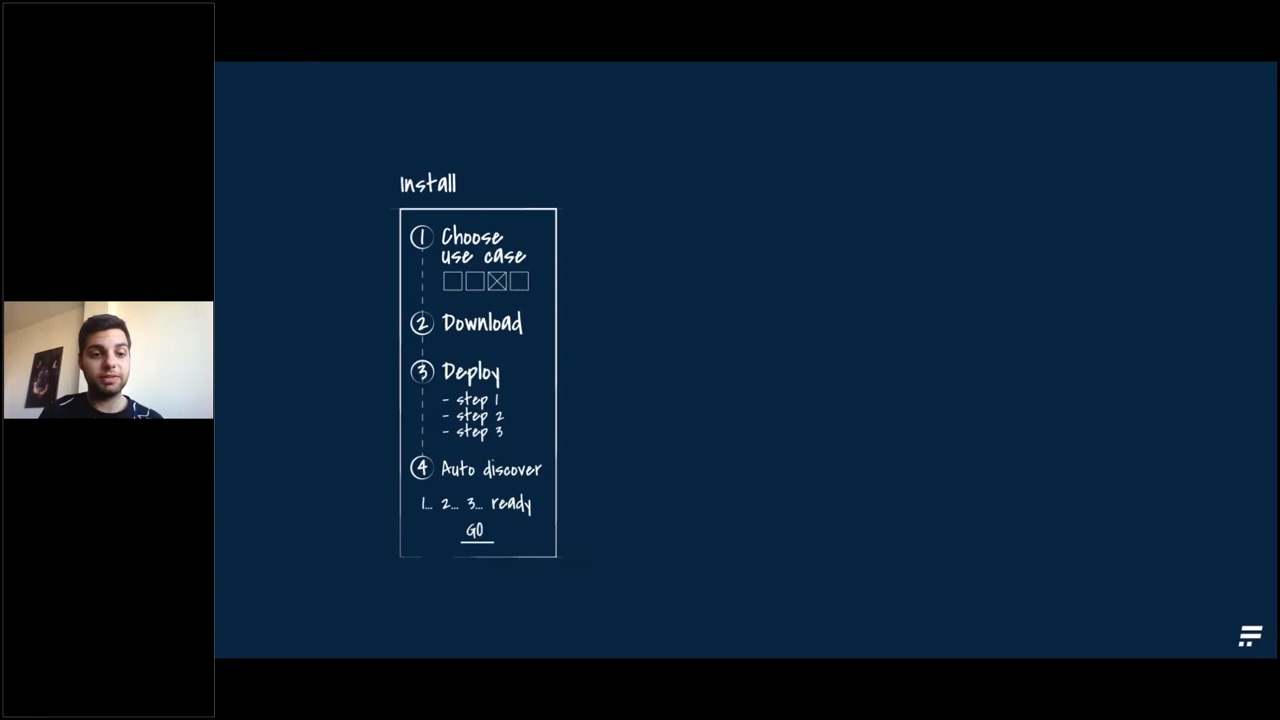 Install
1 Choose
use case
2 Download
3 Deploy
- step 1
- step 2
- step 3
4 Auto discover
1... 2... 3... ready
GO